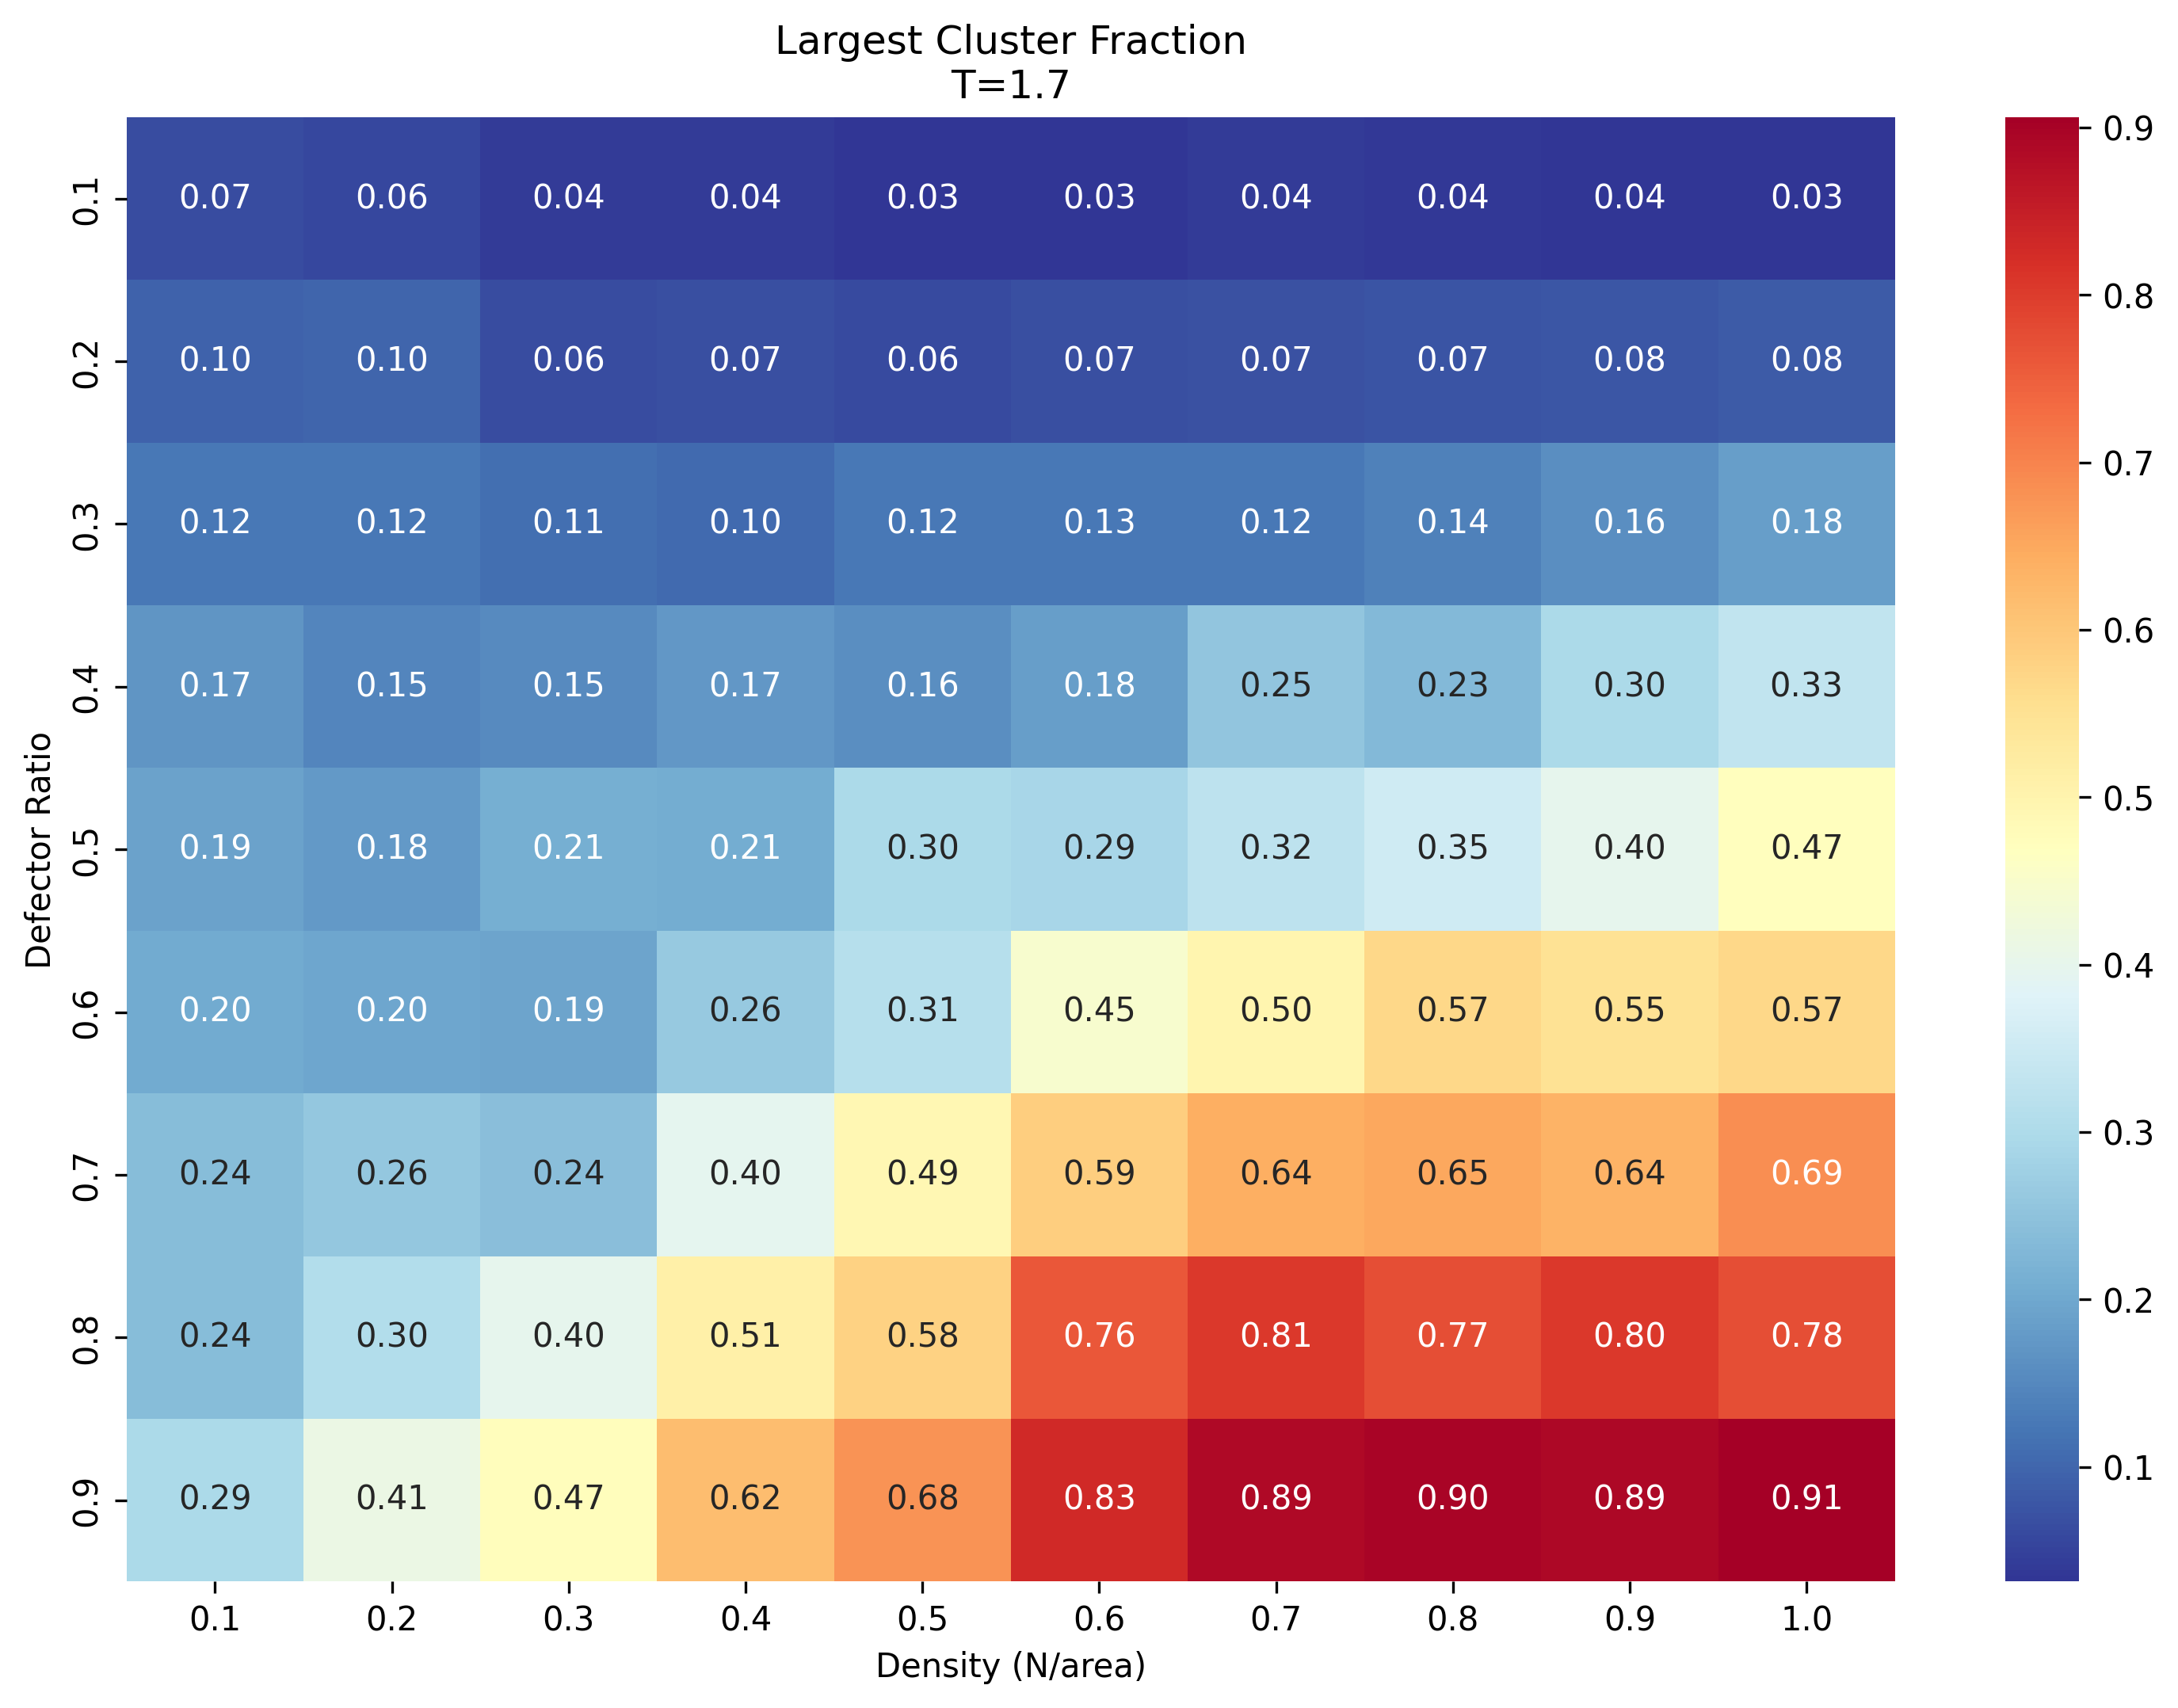 Largest Cluster Fraction
T=1.7
0.1 0.07 0.06 0.04 0.04 0.03 0.03 0.04 0.04 0.04 0.03
0.2 0.10 0.10 0.06 0.07 0.06 0.07 0.07 0.07 0.08 0.08
0.3 0.12 0.12 0.11 0.10 0.12 0.13 0.12 0.14 0.16 0.18
0.4 0.17 0.15 0.15 0.17 0.16 0.18 0.25 0.23 0.30 0.33
0.5 0.19 0.18 0.21 0.21 0.30 0.29 0.32 0.35 0.40 0.47
0.6 0.20 0.20 0.19 0.26 0.31 0.45 0.50 0.57 0.55 0.57
0.7 0.24 0.26 0.24 0.40 0.49 0.59 0.64 0.65 0.64 0.69
0.8 0.24 0.30 0.40 0.51 0.58 0.76 0.81 0.77 0.80 0.78
0.9 0.29 0.41 0.47 0.62 0.68 0.83 0.89 0.90 0.89 0.91
Defector Ratio
0.1 0.2 0.3 0.4 0.5 0.6 0.7 0.8 0.9 1.0
Density (N/area)
0.9
0.8
0.7
0.6
0.5
0.4
0.3
0.2
0.1